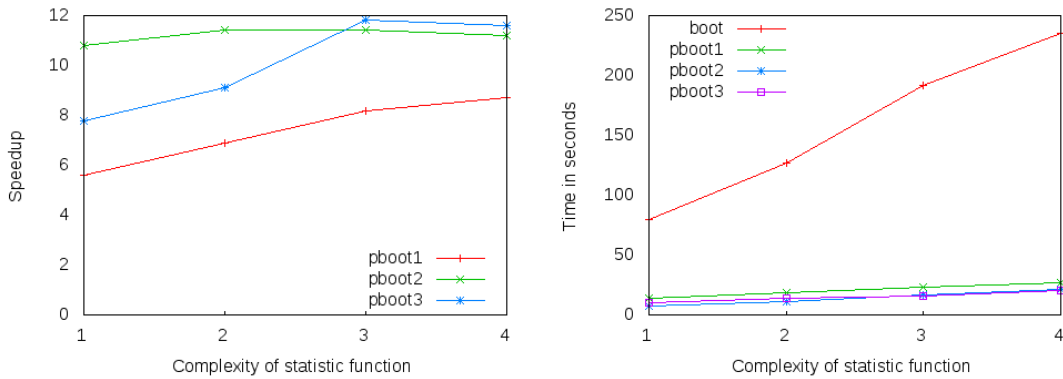 12
10
8
6
4
2
0
Speedup
pboot1
pboot2
pboot3
1 2 3 4
Complexity of statistic function
250
200
150
100
50
0
Time in seconds
boot
pboot1
pboot2
pboot3
1 2 3 4
Complexity of statistic function